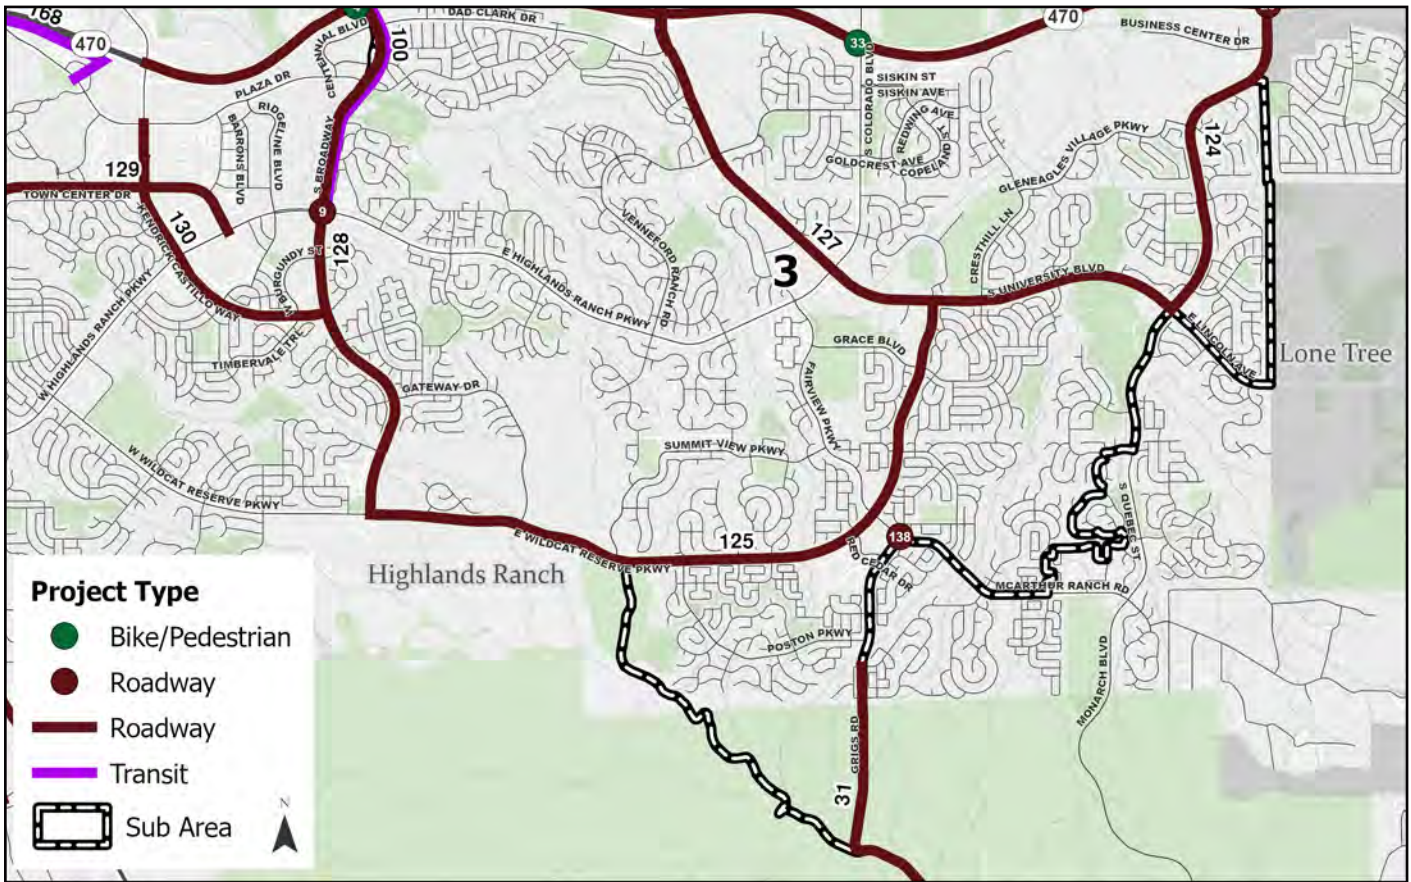 168
470
DAD CLARK DR
CENTENNIAL BLVD
100
33
470
BUSINESS CENTER DR
PLAZA DR
RIDGELINE BLVD
BARRONS BLVD
S BROADWAY
S COLORADO BLVD
SISKIN ST
SISKIN AVE
REDWING AVE
GOLDCREST AVE
GLENEAGLES VILLAGE PKWY
124
129
TOWN CENTER DR
KENDRICK CASTILLO WAY
130
9
128
W BURGUNDY ST
VENNEFORD RANCH RD
E HIGHLANDS RANCH PKWY
127
3
CRESTHILL LN
S UNIVERSITY BLVD
W HIGHLANDS RANCH PKWY
TIMBERVALE TRL
GRACE BLVD
E LINCOLN AVE
Lone Tree
GATEWAY DR
FAIRVIEW PKWY
SUMMIT VIEW PKWY
W WILDCAT RESERVE PKWY
S QUEBEC ST
E WILDCAT RESERVE PKWY
125
138
RED CEDAR DR
Highlands Ranch
MCARTHUR RANCH RD
POSTON PKWY
MONARCH BLVD
GRIGS RD
31
Project Type
Bike/Pedestrian
Roadway
Roadway
Transit
Sub Area
N